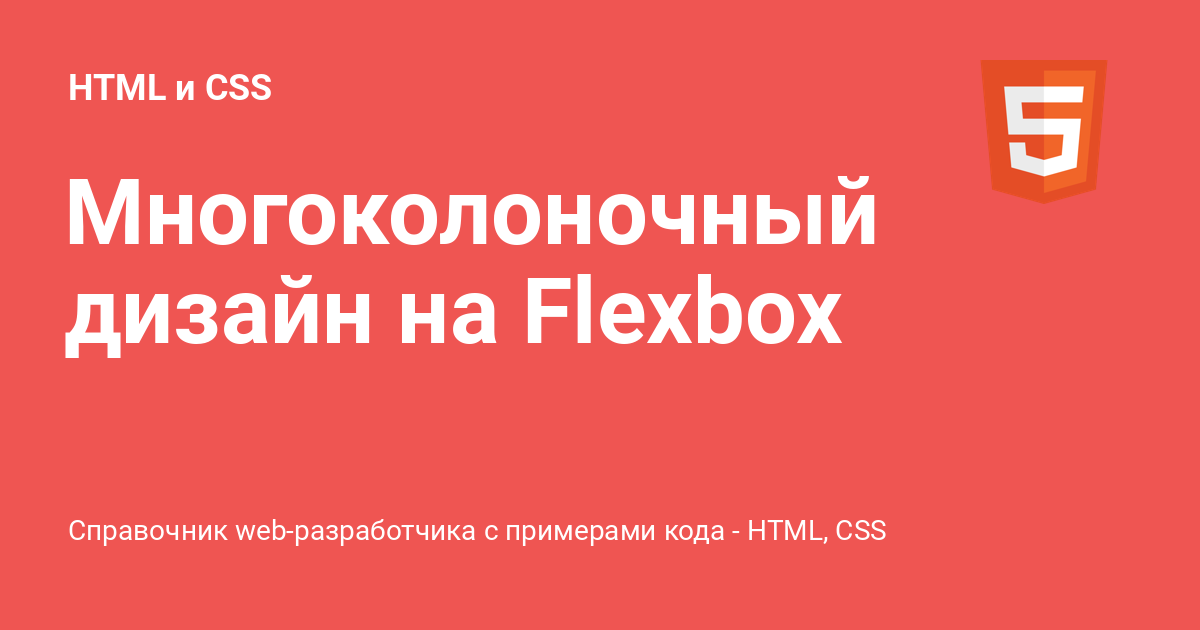 HTML и CSS
Многоколоночный
дизайн на Flexbox
Справочник web-разработчика с примерами кода - HTML, CSS